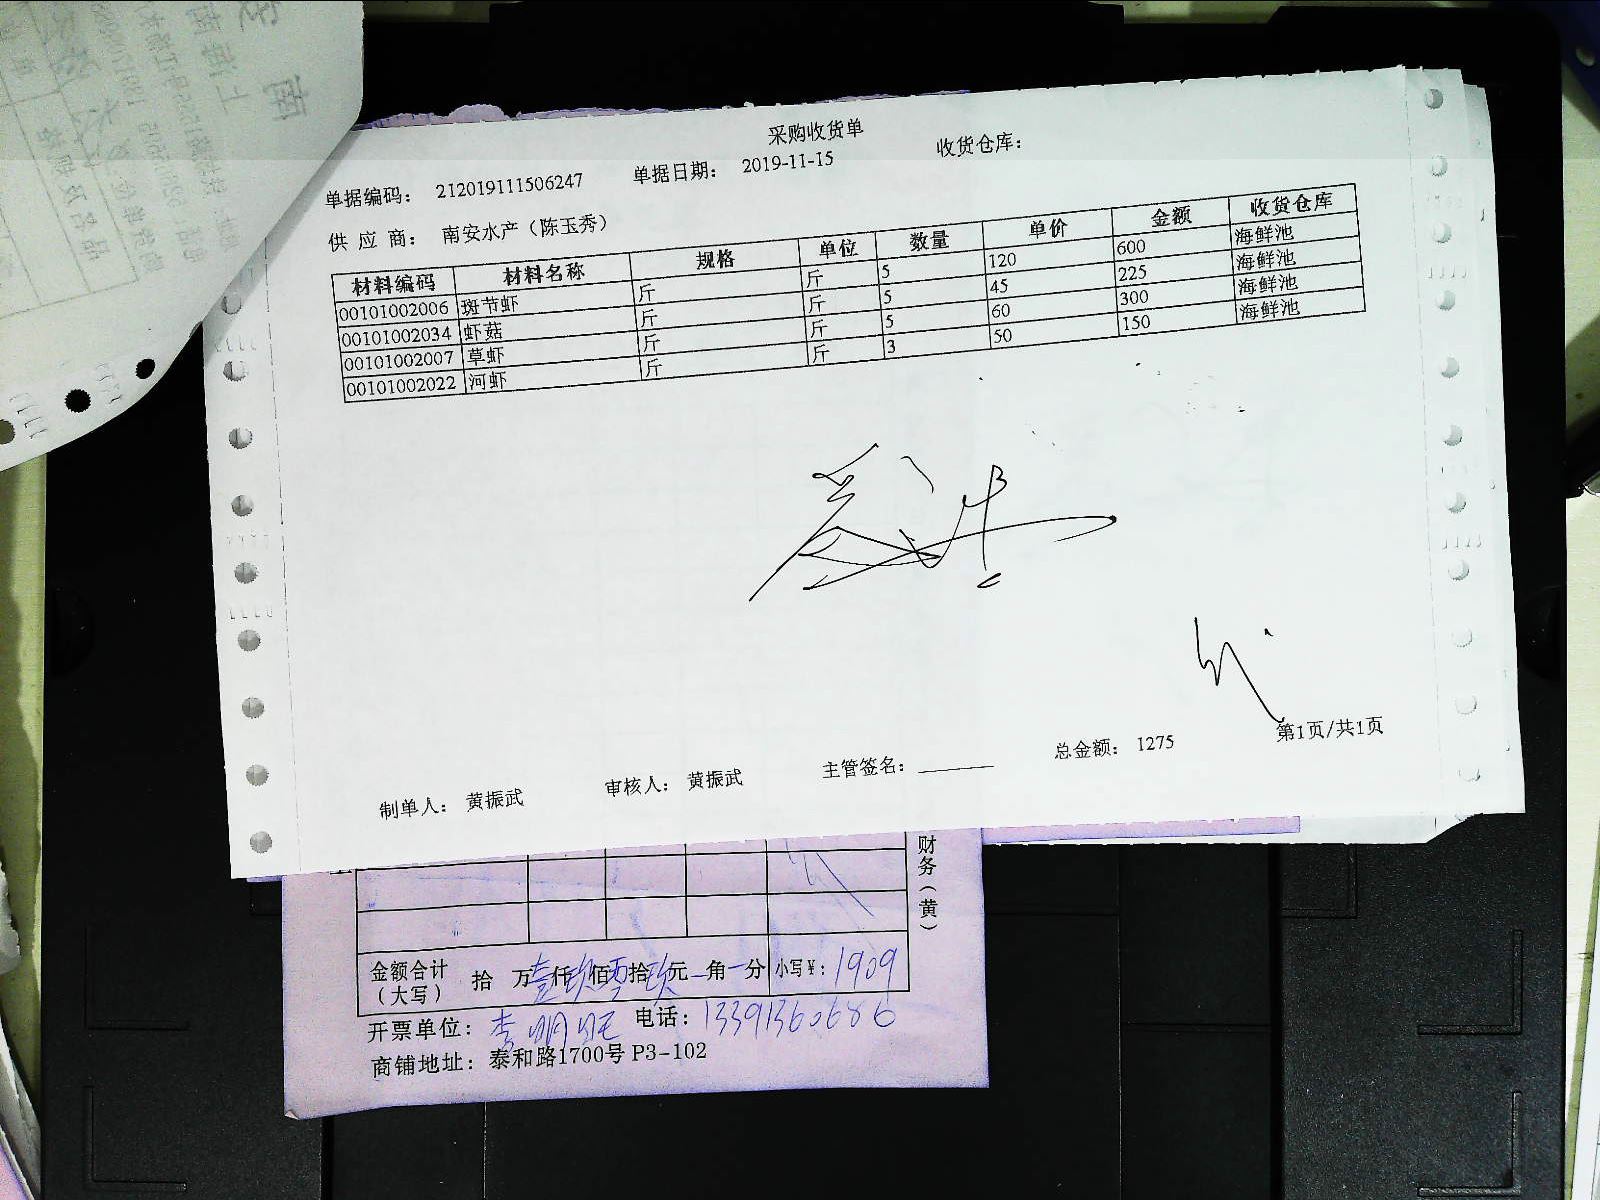 采购收货单
单据编码： 212019111506247 单据日期： 2019-11-15 收货仓库：
供 应 商： 南安水产（陈玉秀）
材料编码 材料名称 规格 单位 数量 单价 金额 收货仓库
00101002006 斑节虾 斤 斤 5 120 600 海鲜池
00101002034 虾菇 斤 斤 5 45 225 海鲜池
00101002007 草虾 斤 斤 5 60 300 海鲜池
00101002022 河虾 斤 斤 3 50 150 海鲜池
第1页/共1页
制单人： 黄振武 审核人： 黄振武 主管签名： 总金额： 1275
财务（黄）
金额合计（大写） 拾 万壹仟玖佰零拾玖元 角 分 小写¥：1909
开票单位：李明旺 电话：13391360686
商铺地址：泰和路1700号 P3-102